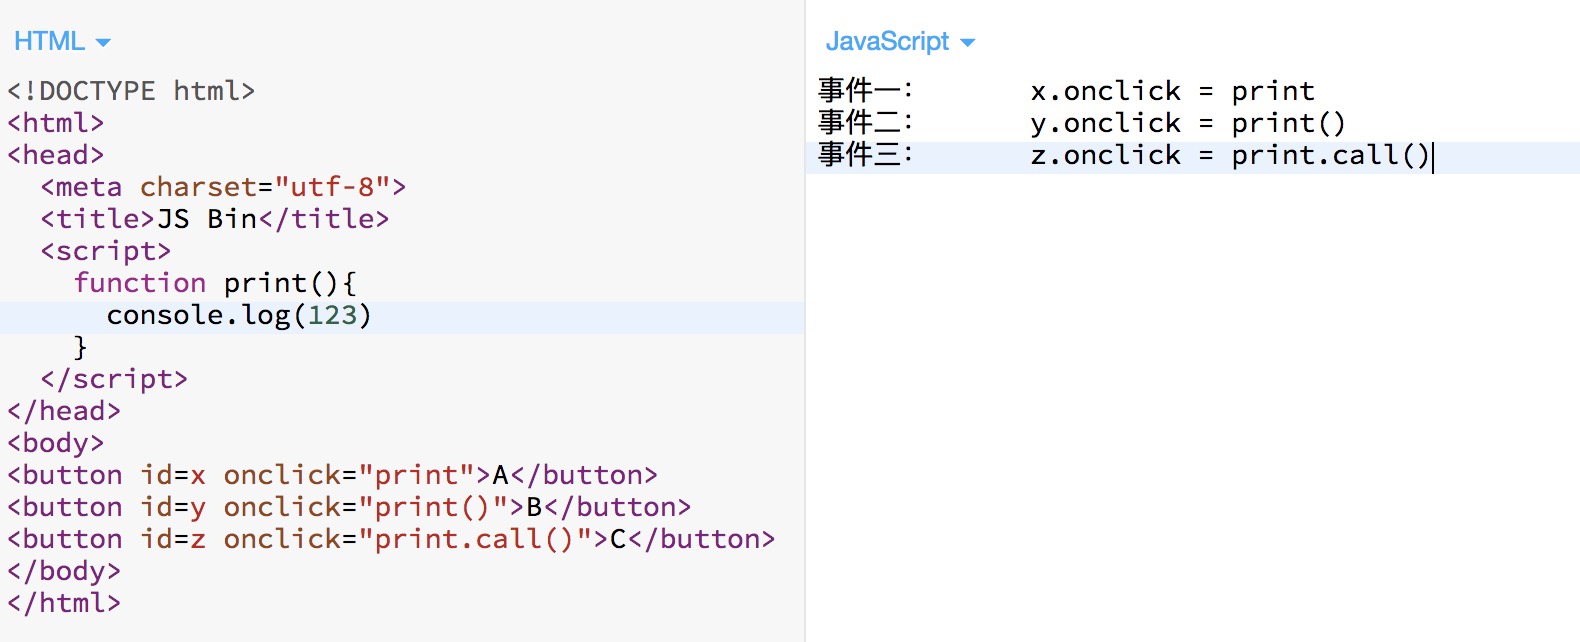 HTML
<!DOCTYPE html>
<html>
<head>
  <meta charset="utf-8">
  <title>JS Bin</title>
  <script>
    function print(){
      console.log(123)
    }
  </script>
</head>
<body>
<button id=x onclick="print">A</button>
<button id=y onclick="print()">B</button>
<button id=z onclick="print.call()">C</button>
</body>
</html>
JavaScript
事件一:       x.onclick = print
事件二:       y.onclick = print()
事件三:       z.onclick = print.call()